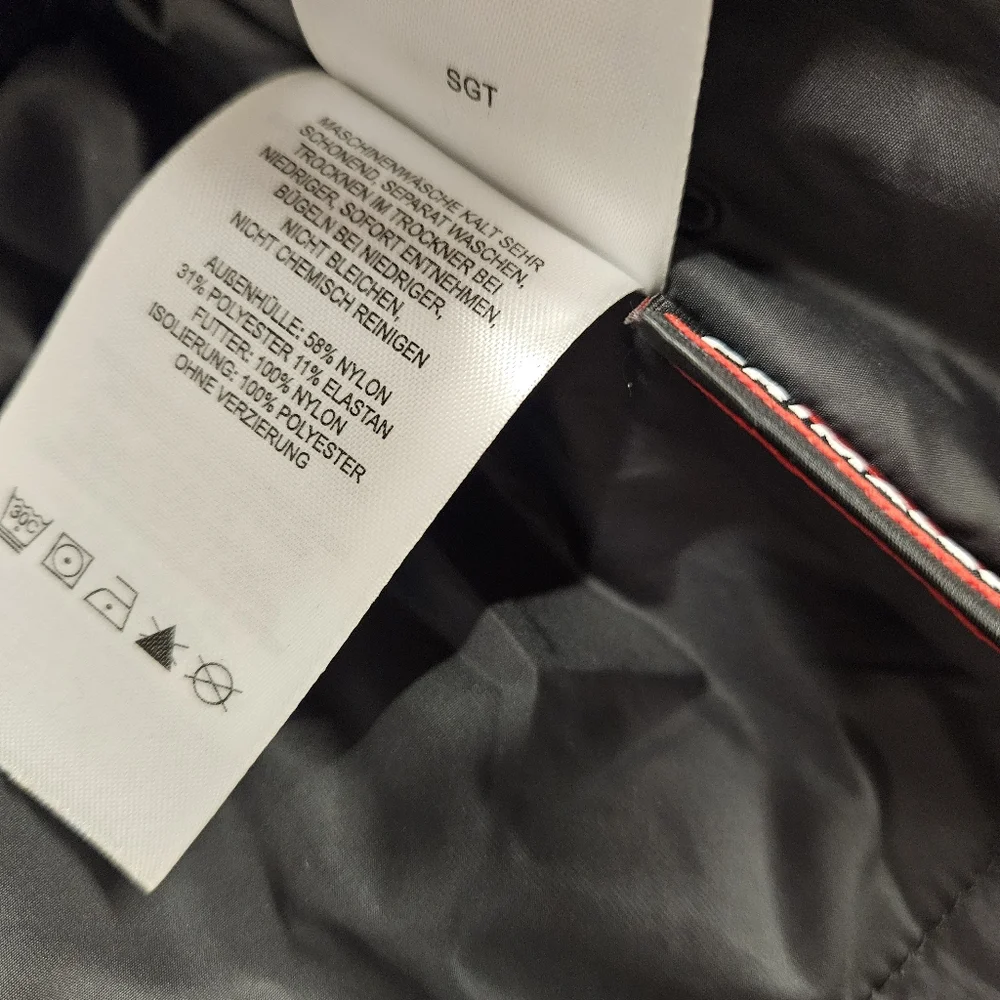 SGT
MASCHINENWÄSCHE KALT SEHR
SCHONEND, SEPARAT WASCHEN,
TROCKNEN IM TROCKNER BEI
NIEDRIGER, SOFORT ENTNEHMEN,
BÜGELN BEI NIEDRIGER,
NICHT BLEICHEN,
NICHT CHEMISCH REINIGEN
AUßENHÜLLE: 58% NYLON
31% POLYESTER 11% ELASTAN
FUTTER: 100% NYLON
ISOLIERUNG: 100% POLYESTER
OHNE VERZIERUNG
30C